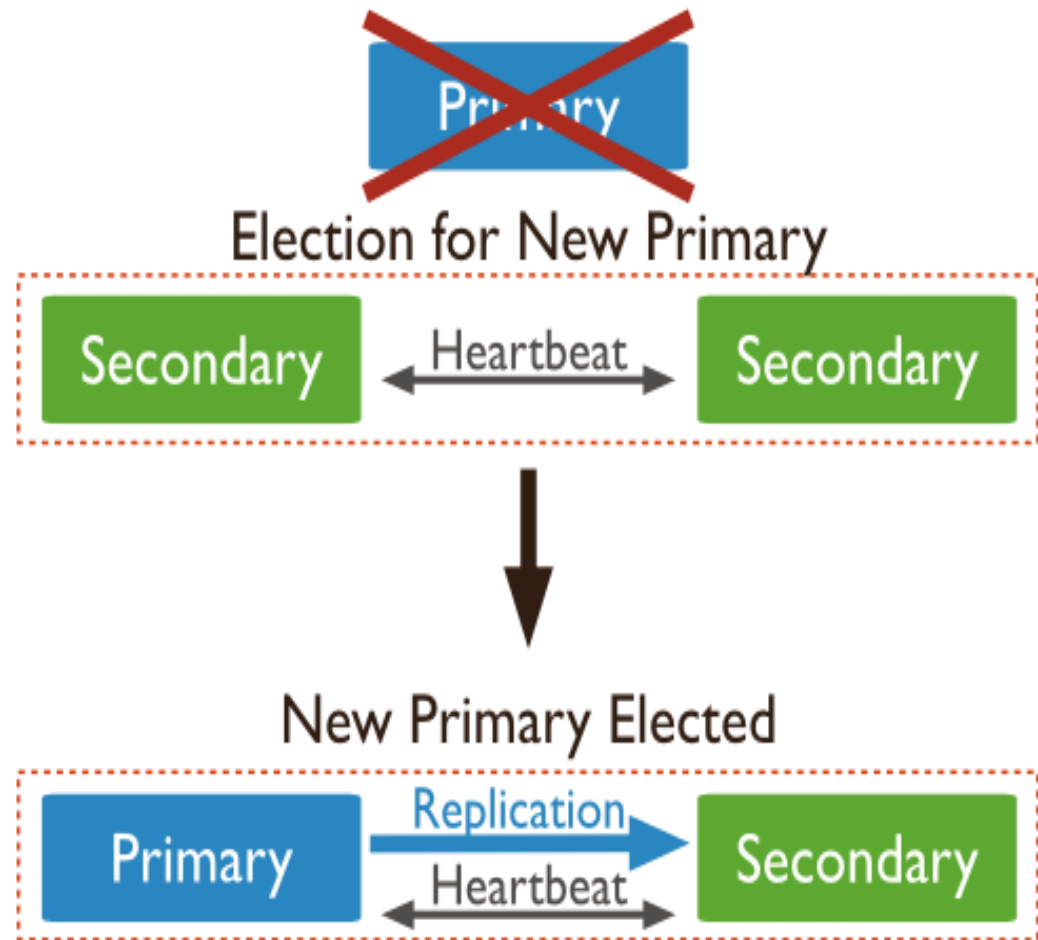 Primary
Election for New Primary
Secondary
Heartbeat
Secondary
New Primary Elected
Primary
Replication
Heartbeat
Secondary